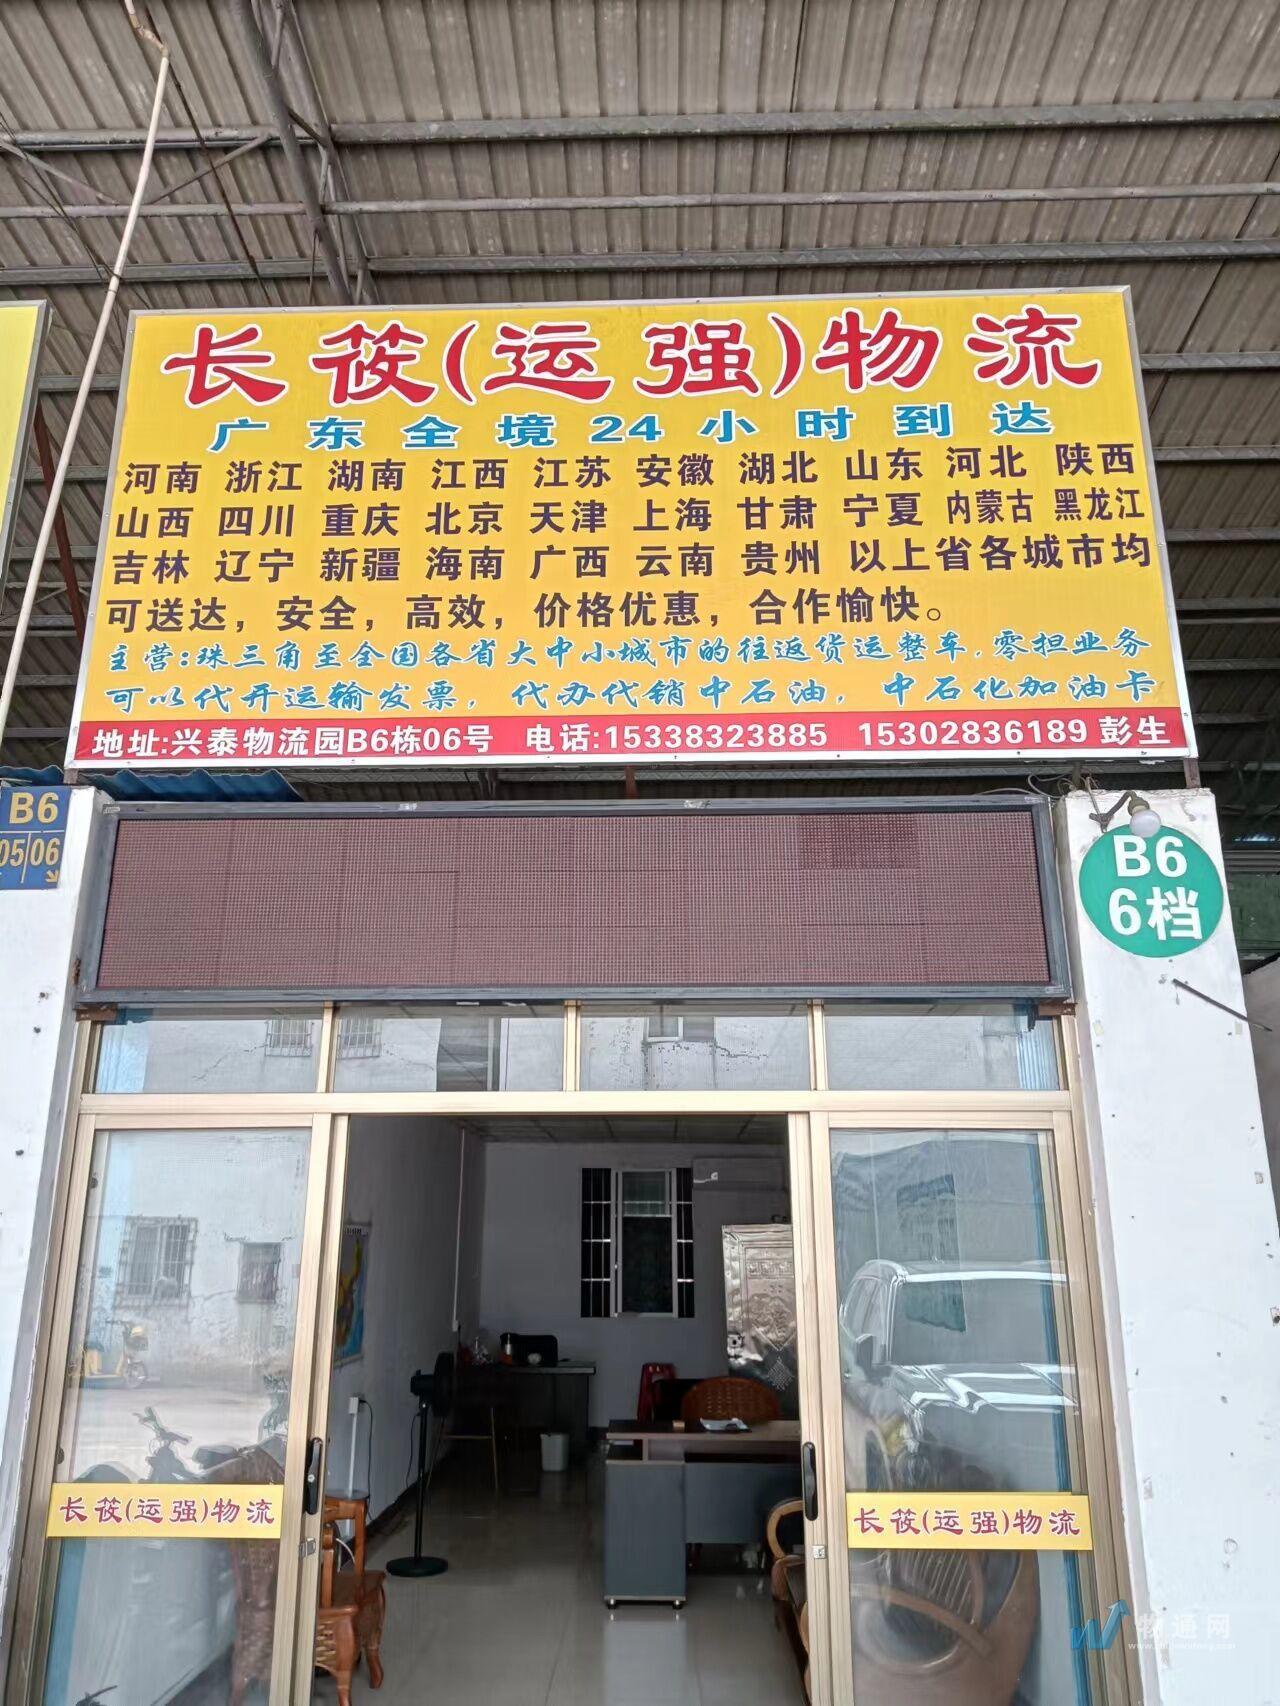 长筱(运强)物流
广东全境24小时到达
河南 浙江 湖南 江西 江苏 安徽 湖北 山东 河北 陕西
山西 四川 重庆 北京 天津 上海 甘肃 宁夏 内蒙古 黑龙江
吉林 辽宁 新疆 海南 广西 云南 贵州 以上省各城市均
可送达，安全，高效，价格优惠，合作愉快。
主营:珠三角至全国各省大中小城市的往返货运整车,零担业务
可以代开运输发票，代办代销中石油，中石化加油卡
地址:兴泰物流园B6栋06号 电话:15338323885 15302836189 彭生
B6
05 06
B6
6档
长筱(运强)物流
长筱(运强)物流
物通网